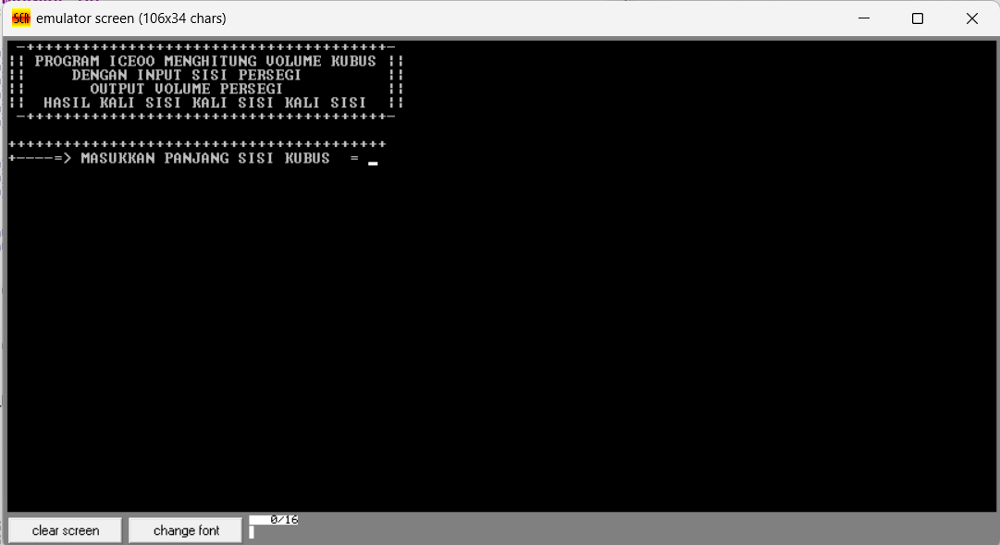 emulator screen (106x34 chars)
-+++++++++++++++++++++++++++++++++++++++-
|| PROGRAM ICEOO MENGHITUNG VOLUME KUBUS ||
|| DENGAN INPUT SISI PERSEGI ||
|| OUTPUT VOLUME PERSEGI ||
|| HASIL KALI SISI KALI SISI KALI SISI ||
-+++++++++++++++++++++++++++++++++++++++-
+++++++++++++++++++++++++++++++++++++++++
+----=> MASUKKAN PANJANG SISI KUBUS = _
0/16
clear screen change font